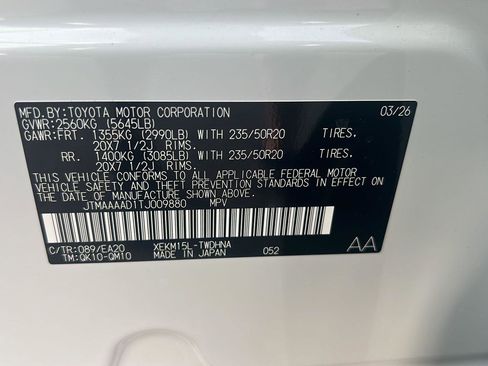 MFD.BY:TOYOTA MOTOR CORPORATION 03/26
GVWR:2560KG (5645LB)
GAWR:FRT. 1355KG (2990LB) WITH 235/50R20 TIRES.
20X7 1/2J RIMS.
RR. 1400KG (3085LB) WITH 235/50R20 TIRES.
20X7 1/2J RIMS.
THIS VEHICLE CONFORMS TO ALL APPLICABLE FEDERAL MOTOR
VEHICLE SAFETY AND THEFT PREVENTION STANDARDS IN EFFECT ON
THE DATE OF MANUFACTURE SHOWN ABOVE.
JTMAAAAD1TJ009880 MPV
C/TR:089/EA20 XEKM15L-TWDHNA
TM:QK10-QM10 MADE IN JAPAN 052 AA